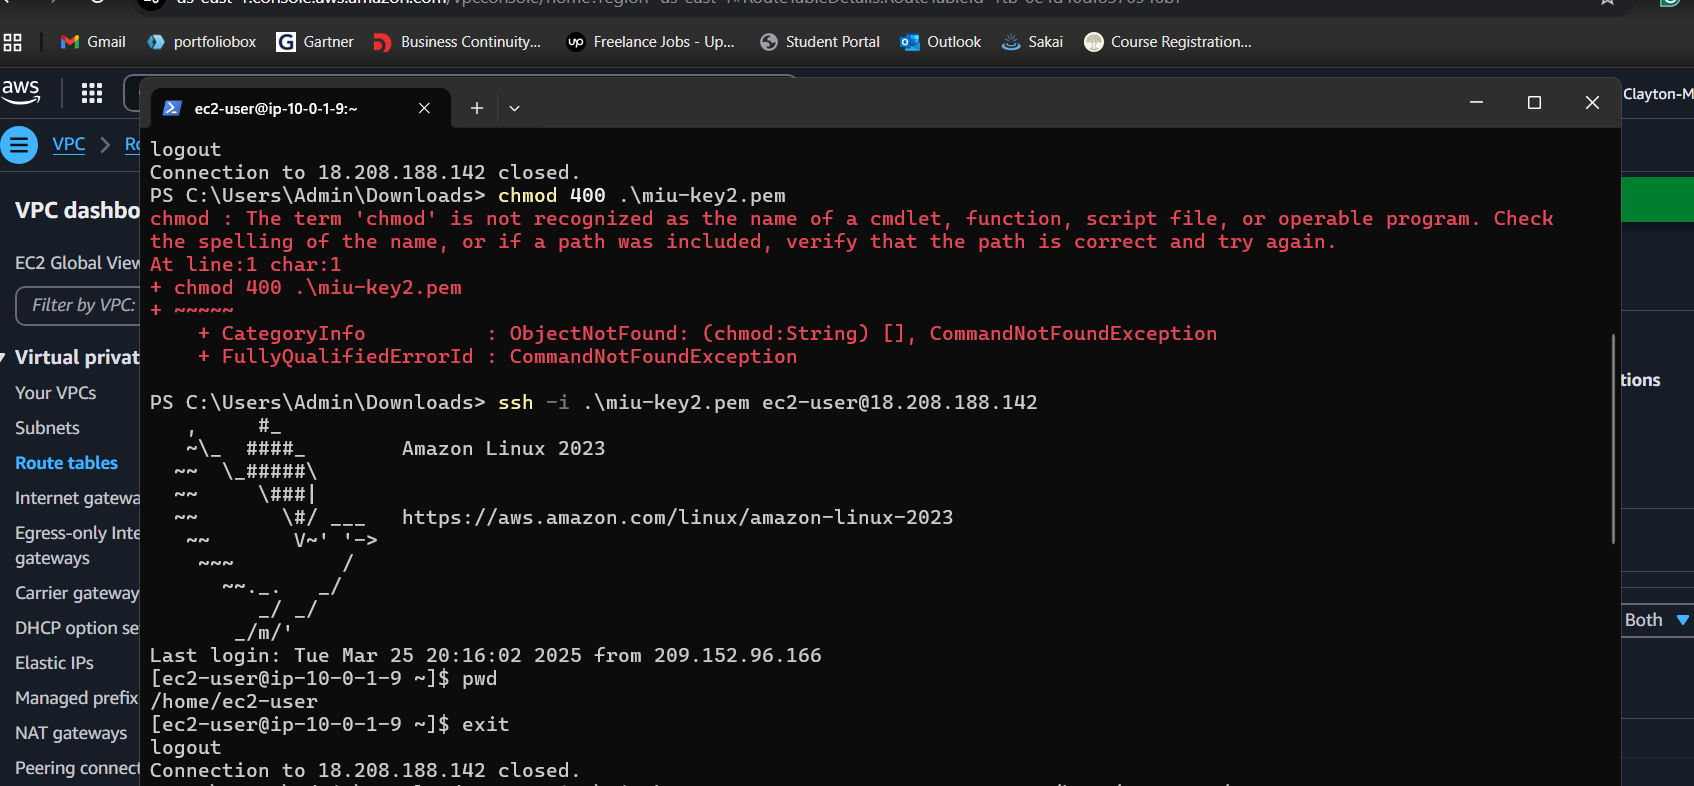 Gmail
portfoliobox
Gartner
Business Continuity...
up
Freelance Jobs - Up...
Student Portal
Outlook
Sakai
Course Registration...
aws
Clayton-M
VPC
VPC dashbo
EC2 Global View
Filter by VPC:
Virtual privat
Your VPCs
Subnets
Route tables
Internet gatewa
Egress-only Inte
gateways
Carrier gateway
DHCP option se
Elastic IPs
Managed prefix
NAT gateways
Peering connect
tions
Both
ec2-user@ip-10-0-1-9:~
logout
Connection to 18.208.188.142 closed.
PS C:\Users\Admin\Downloads> chmod 400 .\miu-key2.pem
chmod : The term 'chmod' is not recognized as the name of a cmdlet, function, script file, or operable program. Check
the spelling of the name, or if a path was included, verify that the path is correct and try again.
At line:1 char:1
+ chmod 400 .\miu-key2.pem
+ ~~~~~
    + CategoryInfo          : ObjectNotFound: (chmod:String) [], CommandNotFoundException
    + FullyQualifiedErrorId : CommandNotFoundException
PS C:\Users\Admin\Downloads> ssh -i .\miu-key2.pem ec2-user@18.208.188.142
   ,     #_
   ~\_  ####_        Amazon Linux 2023
  ~~  \_#####\
  ~~     \###|
  ~~       \#/ ___   https://aws.amazon.com/linux/amazon-linux-2023
   ~~       V~' '->
    ~~~         /
      ~~._.   _/
         _/ _/
       _/m/'
Last login: Tue Mar 25 20:16:02 2025 from 209.152.96.166
[ec2-user@ip-10-0-1-9 ~]$ pwd
/home/ec2-user
[ec2-user@ip-10-0-1-9 ~]$ exit
logout
Connection to 18.208.188.142 closed.